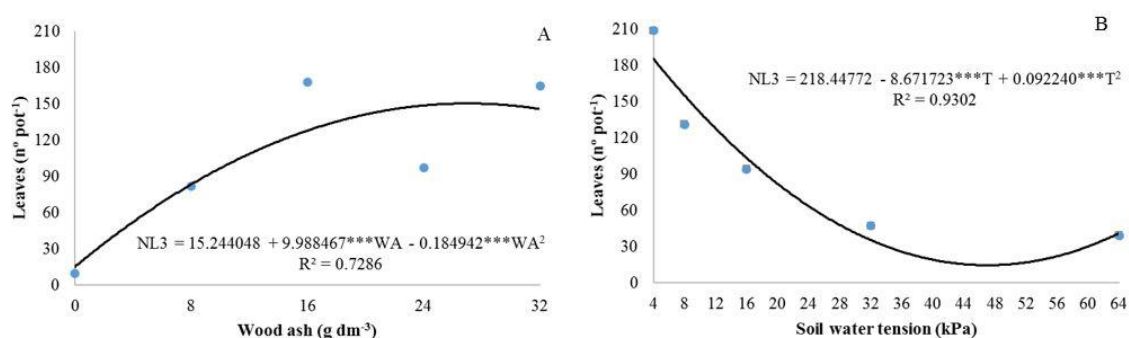 A
210
180
150
120
90
60
30
0
Leaves (nº pot⁻¹)
NL3 = 15.244048 + 9.988467***WA - 0.184942***WA²
R² = 0.7286
0 8 16 24 32
Wood ash (g dm⁻³)
B
210
180
150
120
90
60
30
0
Leaves (nº pot⁻¹)
NL3 = 218.44772 - 8.671723***T + 0.092240***T²
R² = 0.9302
4 8 12 16 20 24 28 32 36 40 44 48 52 56 60 64
Soil water tension (kPa)